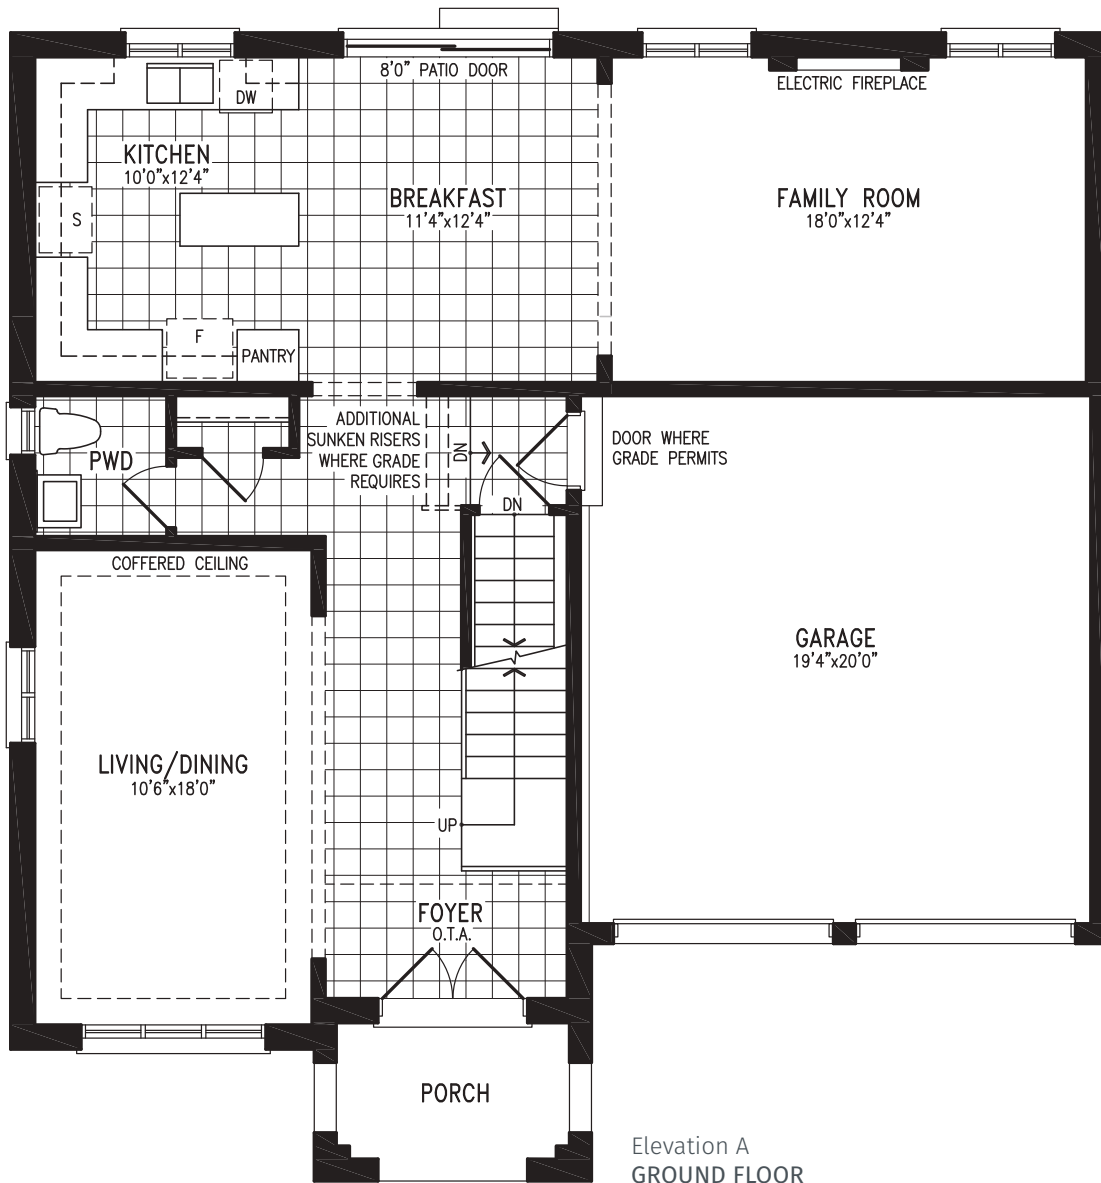 8'0" PATIO DOOR
ELECTRIC FIREPLACE
DW
KITCHEN
10'0"x12'4"
BREAKFAST
11'4"x12'4"
FAMILY ROOM
18'0"x12'4"
S
F
PANTRY
ADDITIONAL
SUNKEN RISERS
WHERE GRADE
REQUIRES
DN
DOOR WHERE
GRADE PERMITS
PWD
DN
COFFERED CEILING
GARAGE
19'4"x20'0"
LIVING/DINING
10'6"x18'0"
UP
FOYER
O.T.A.
PORCH
Elevation A
GROUND FLOOR